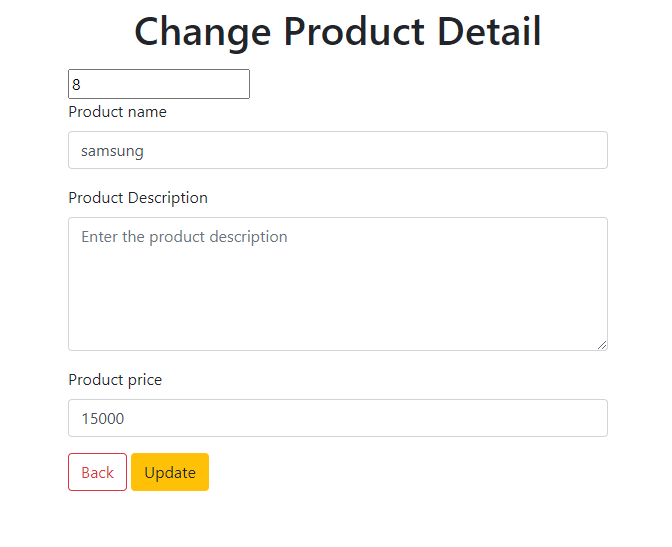 Change Product Detail
8
Product name
samsung
Product Description
Enter the product description
Product price
15000
Back Update